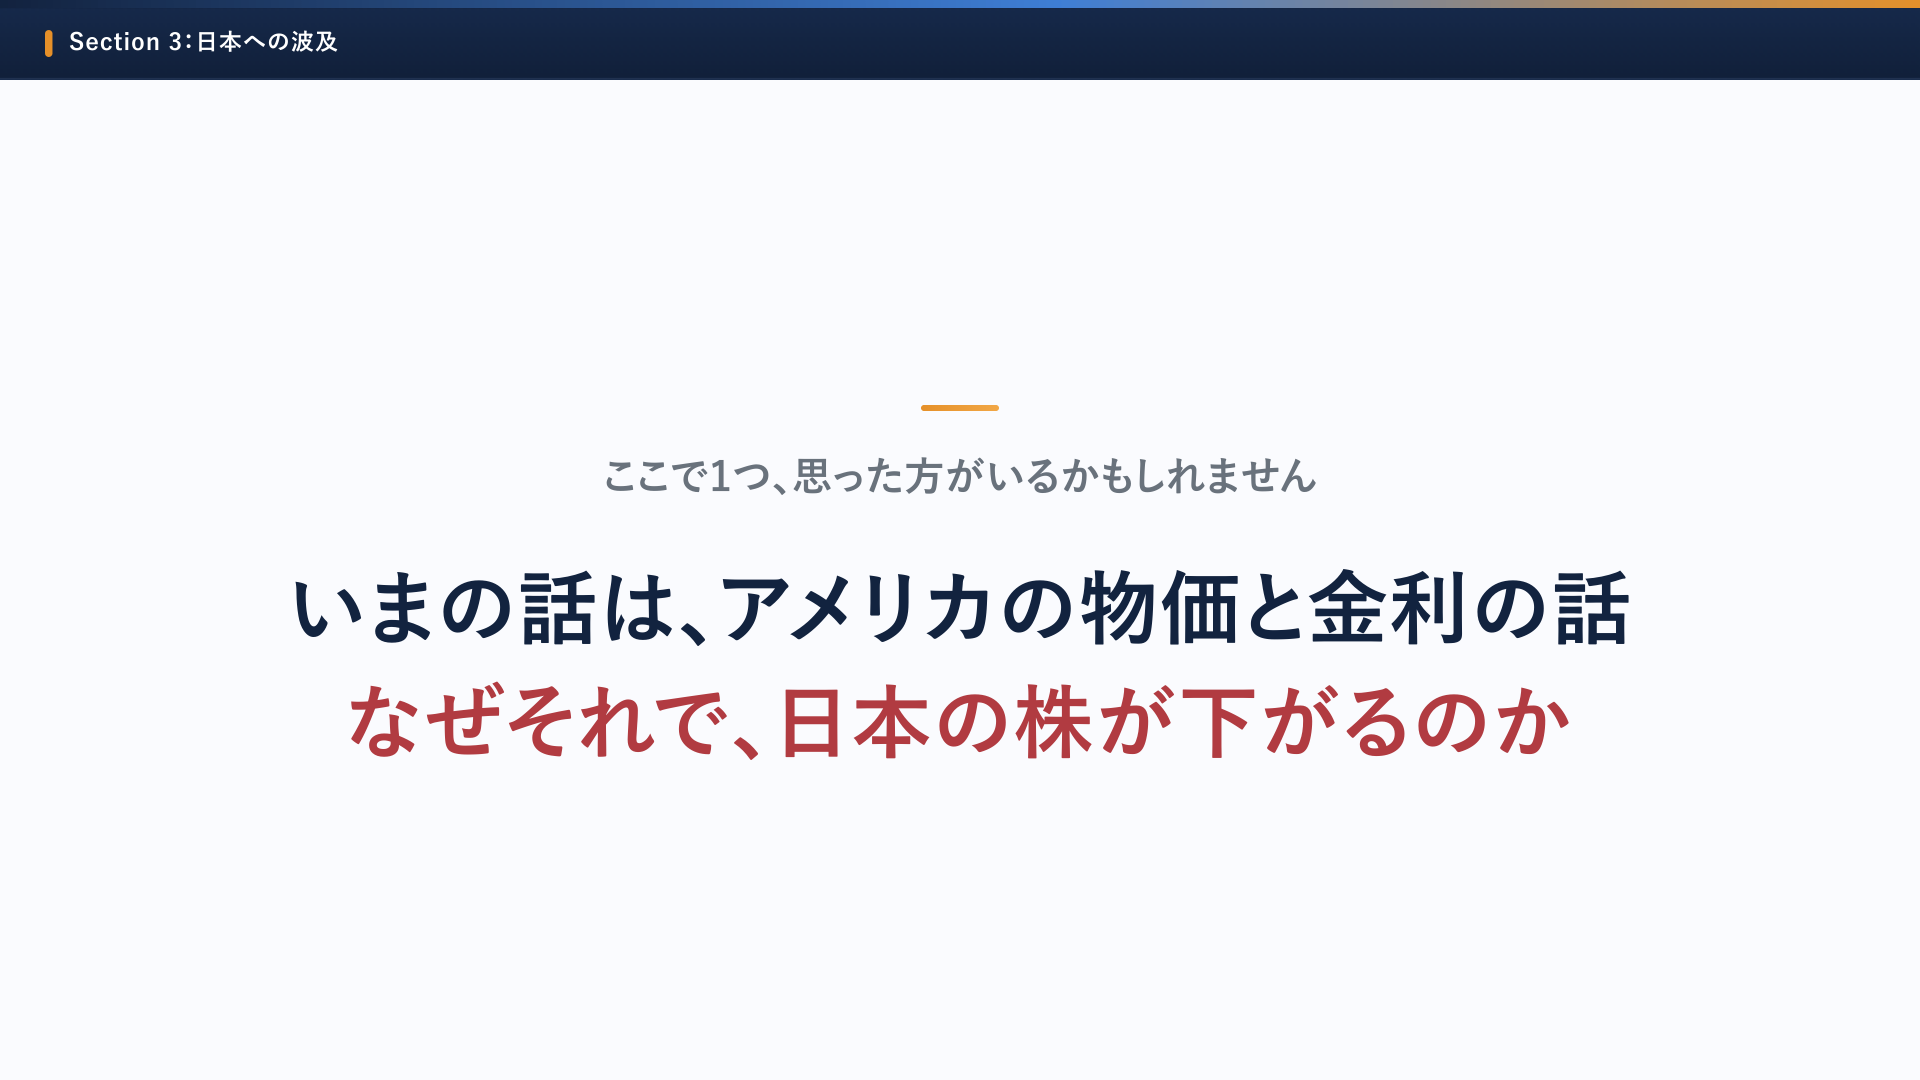 Section 3：日本への波及
ここで1つ、思った方がいるかもしれません
いまの話は、アメリカの物価と金利の話
なぜそれで、日本の株が下がるのか